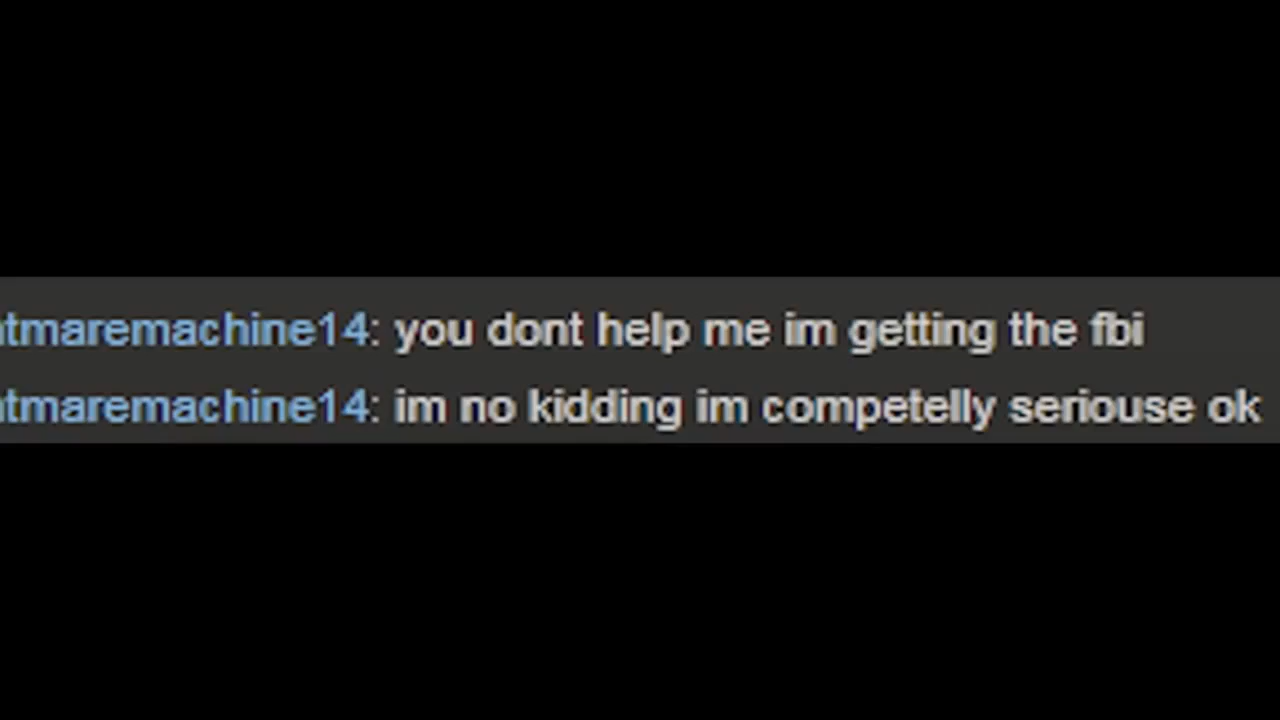 tmaremachine14: you dont help me im getting the fbi
tmaremachine14: im no kidding im competelly seriouse ok